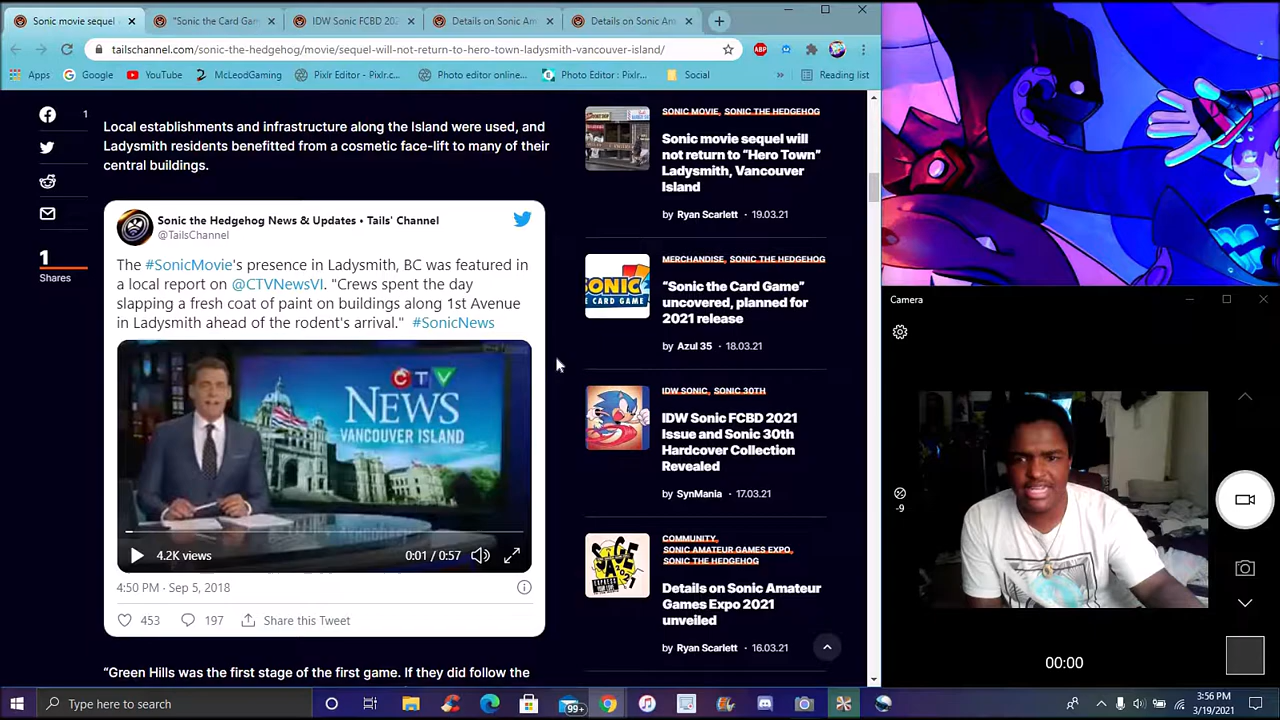 Sonic movie sequel
"Sonic the Card Gam
IDW Sonic FCBD 202
Details on Sonic Am
Details on Sonic Am
tailschannel.com/sonic-the-hedgehog/movie/sequel-will-not-return-to-hero-town-ladysmith-vancouver-island/
ABP
Apps
Google
YouTube
McLeodGaming
Pixlr Editor - Pixlr.c...
Photo editor online...
Photo Editor : Pixlr...
Social
»
Reading list
1
1
Shares
Local establishments and infrastructure along the Island were used, and
Ladysmith residents benefitted from a cosmetic face-lift to many of their
central buildings.
Sonic the Hedgehog News & Updates • Tails' Channel
@TailsChannel
The #SonicMovie's presence in Ladysmith, BC was featured in
a local report on @CTVNewsVI. "Crews spent the day
slapping a fresh coat of paint on buildings along 1st Avenue
in Ladysmith ahead of the rodent's arrival." #SonicNews
CTV
NEWS
VANCOUVER ISLAND
4.2K views
0:01 / 0:57
4:50 PM · Sep 5, 2018
453
197
Share this Tweet
"Green Hills was the first stage of the first game. If they did follow the
SONIC MOVIE, SONIC THE HEDGEHOG
Sonic movie sequel will
not return to "Hero Town"
Ladysmith, Vancouver
Island
by Ryan Scarlett · 19.03.21
SONIC
E CARD GAME
MERCHANDISE, SONIC THE HEDGEHOG
"Sonic the Card Game"
uncovered, planned for
2021 release
by Azul 35 · 18.03.21
IDW SONIC, SONIC 30TH
IDW Sonic FCBD 2021
Issue and Sonic 30th
Hardcover Collection
Revealed
by SynMania · 17.03.21
COMMUNITY,
SONIC AMATEUR GAMES EXPO,
SONIC THE HEDGEHOG
Details on Sonic Amateur
Games Expo 2021
unveiled
by Ryan Scarlett · 16.03.21
Camera
-9
00:00
Type here to search
99+
3:56 PM
3/19/2021